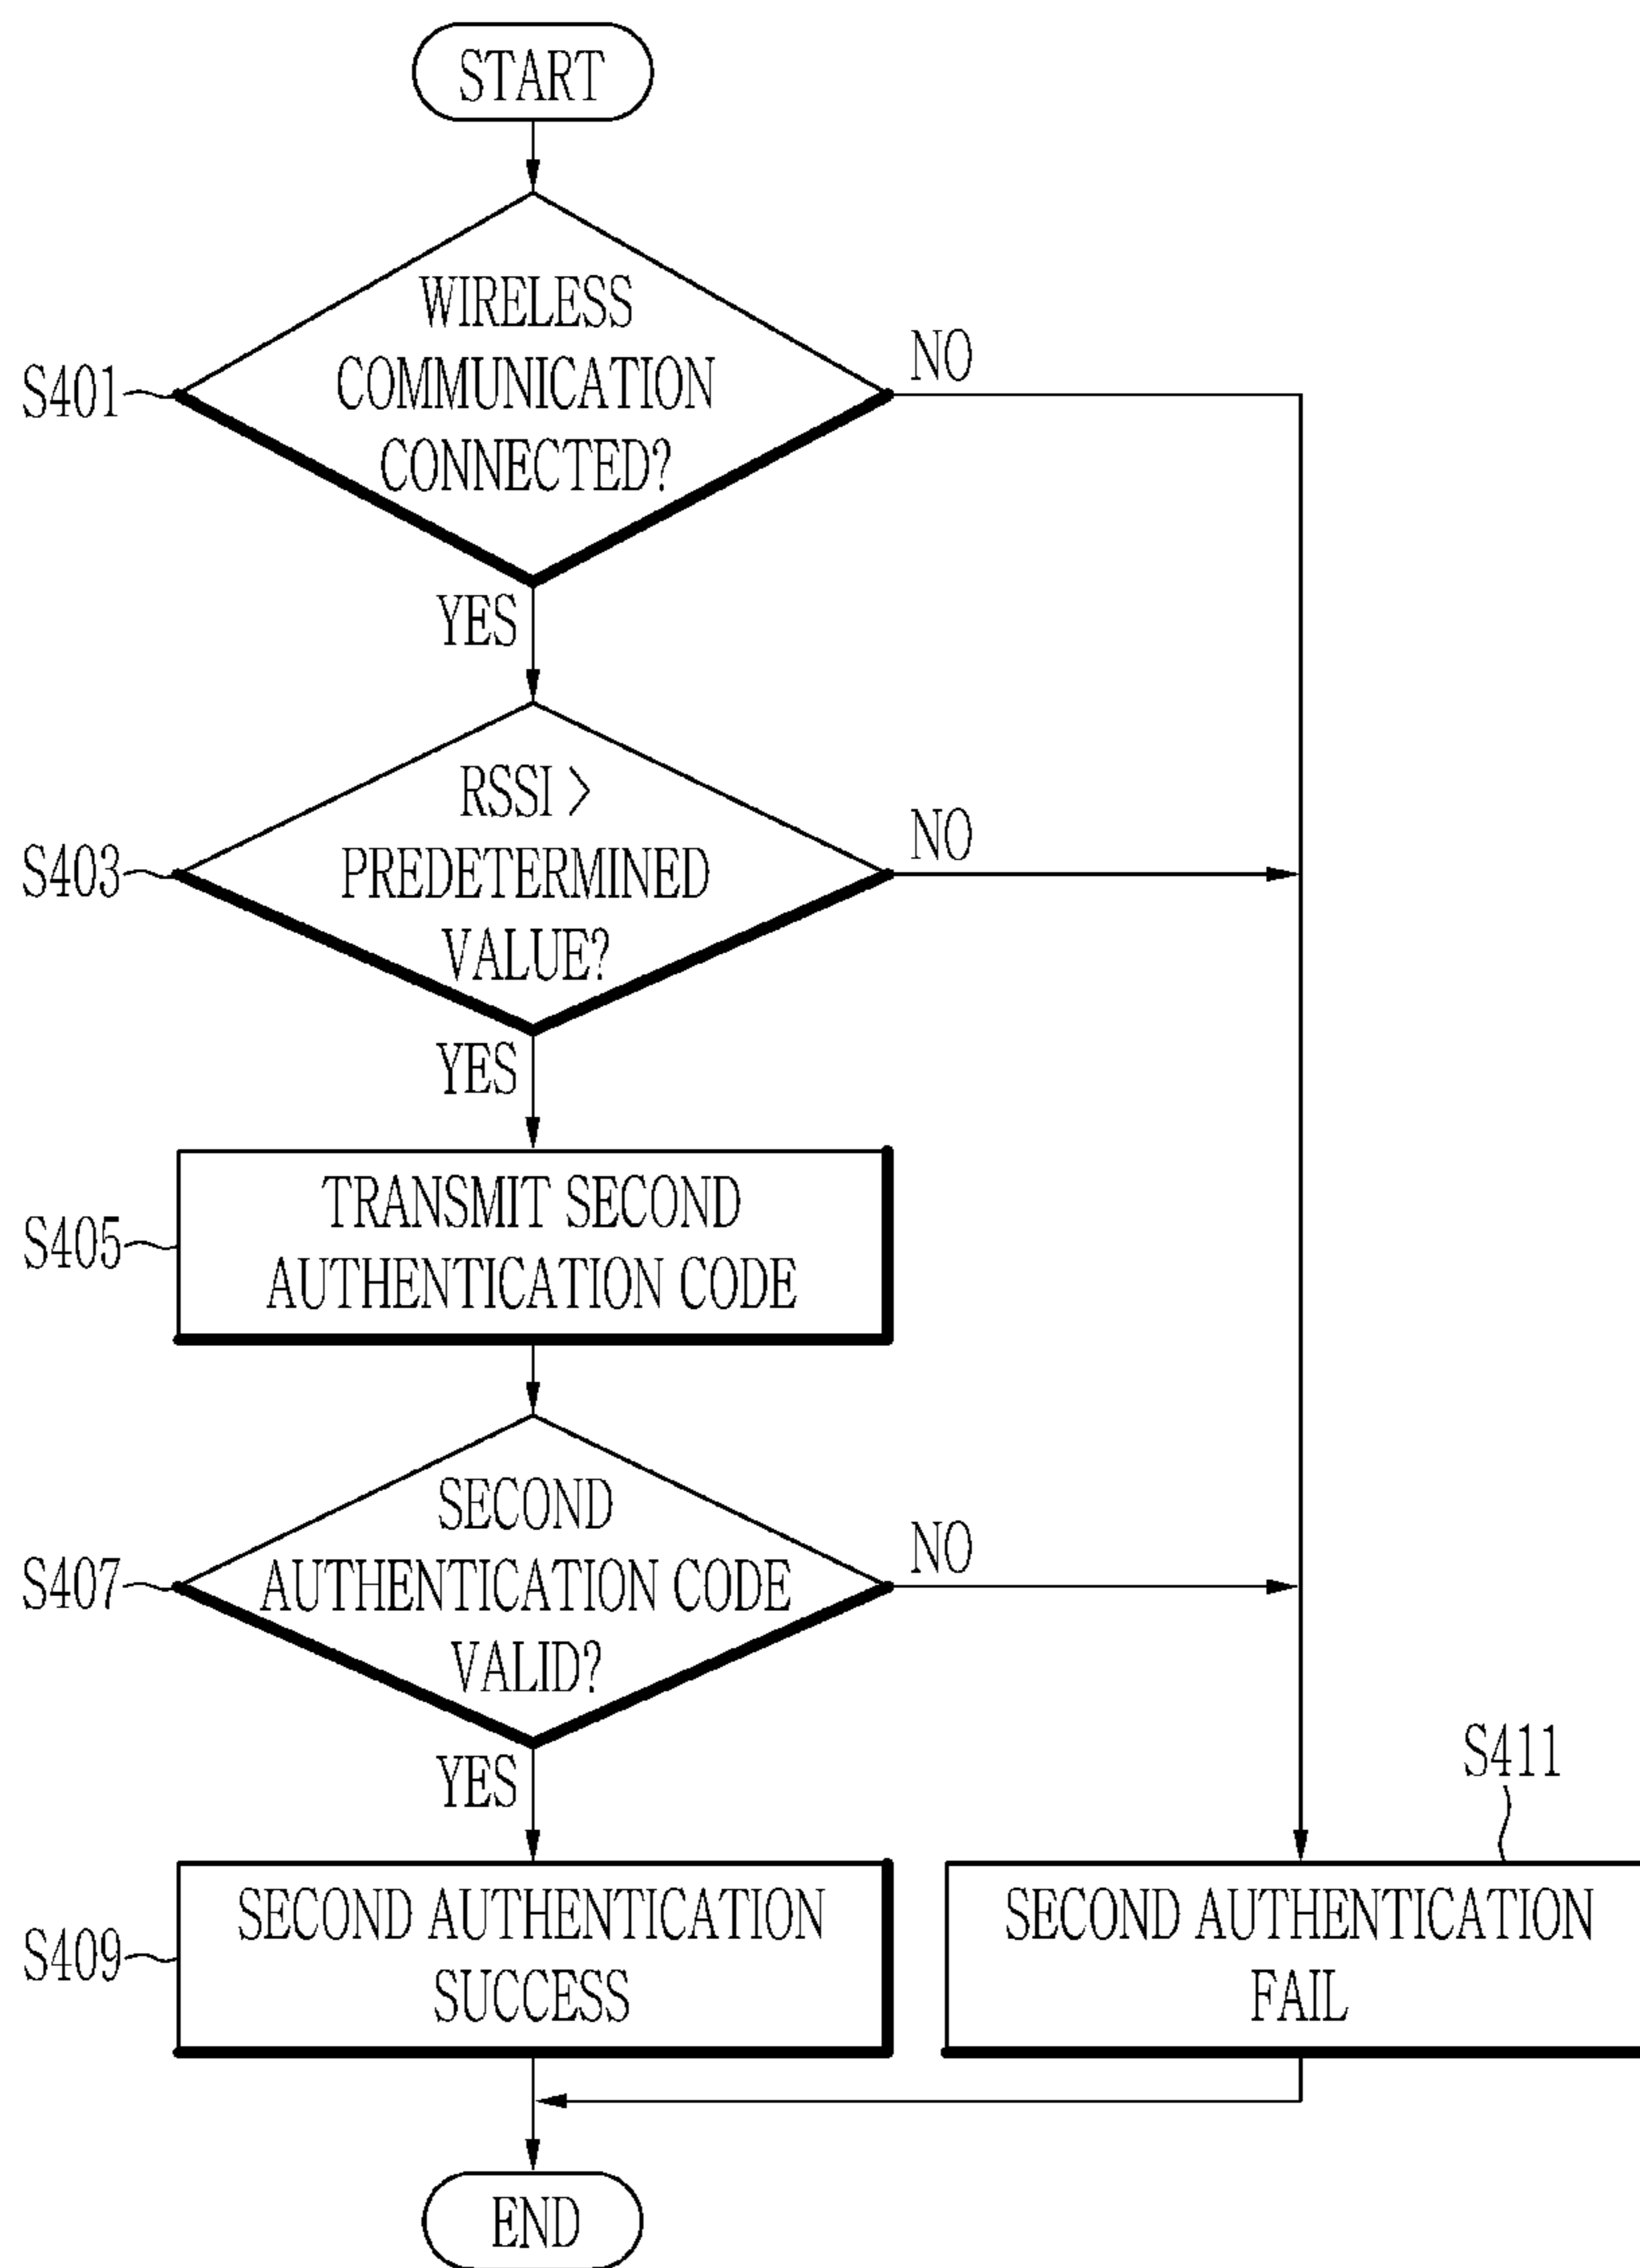 START
WIRELESS
COMMUNICATION
CONNECTED?
S401
NO
YES
RSSI >
PREDETERMINED
VALUE?
S403
NO
YES
TRANSMIT SECOND
AUTHENTICATION CODE
S405
SECOND
AUTHENTICATION CODE
VALID?
S407
NO
YES
S411
SECOND AUTHENTICATION
SUCCESS
S409
SECOND AUTHENTICATION
FAIL
END